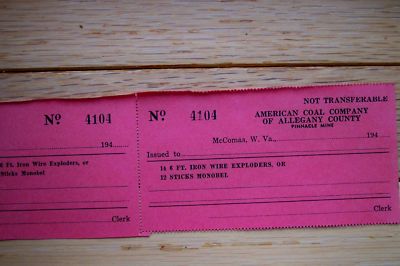 Nº 4104
194
6 Ft. Iron Wire Exploders, or
Sticks Monobel
Clerk
NOT TRANSFERABLE
Nº 4104
AMERICAN COAL COMPANY
OF ALLEGANY COUNTY
PINNACLE MINE
McComas, W. Va., 194
Issued to
14 6 FT. IRON WIRE EXPLODERS, OR
12 STICKS MONOBEL
Clerk